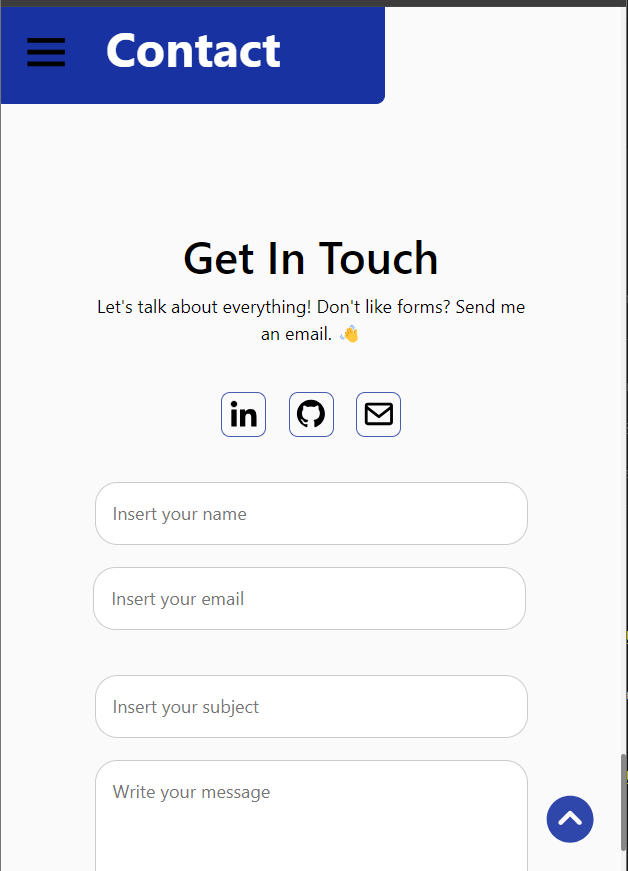 Contact
Get In Touch
Let's talk about everything! Don't like forms? Send me
an email. 👋
in
Insert your name
Insert your email
Insert your subject
Write your message